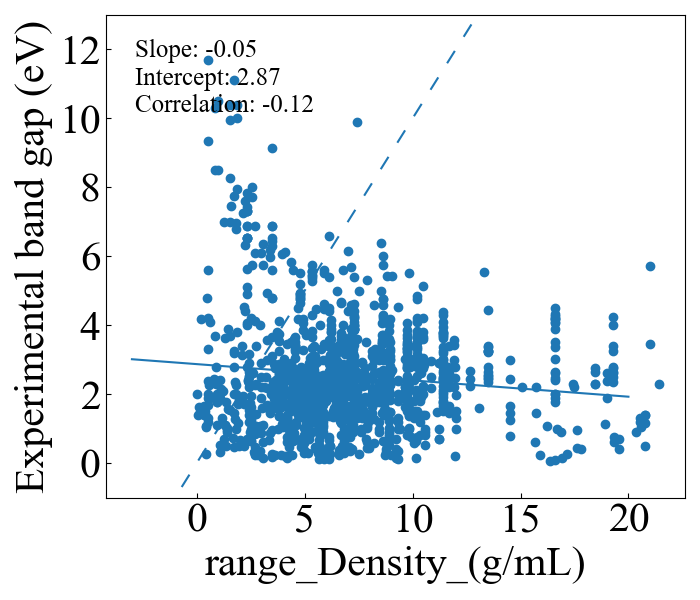 Experimental band gap (eV)
12
10
8
6
4
2
0
Slope: -0.05
Intercept: 2.87
Correlation: -0.12
0 5 10 15 20
range_Density_(g/mL)